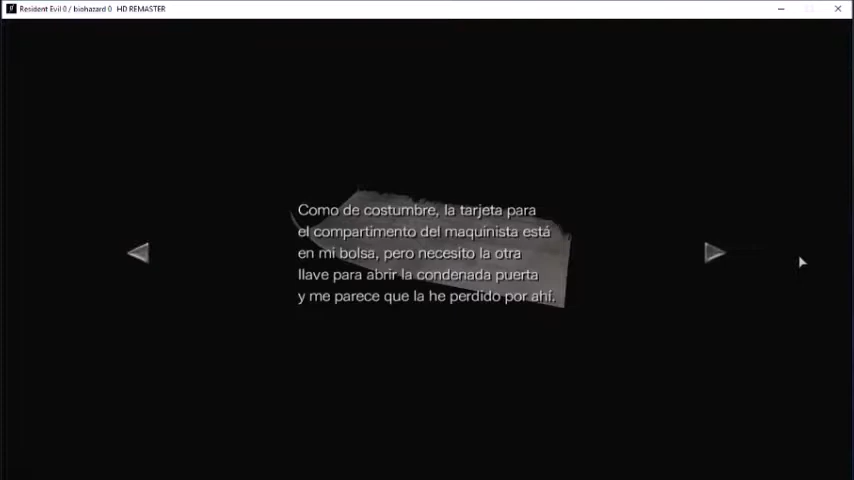 Resident Evil 0 / biohazard 0 HD REMASTER
Como de costumbre, la tarjeta para
el compartimento del maquinista está
en mi bolsa, pero necesito la otra
llave para abrir la condenada puerta
y me parece que la he perdido por ahí.